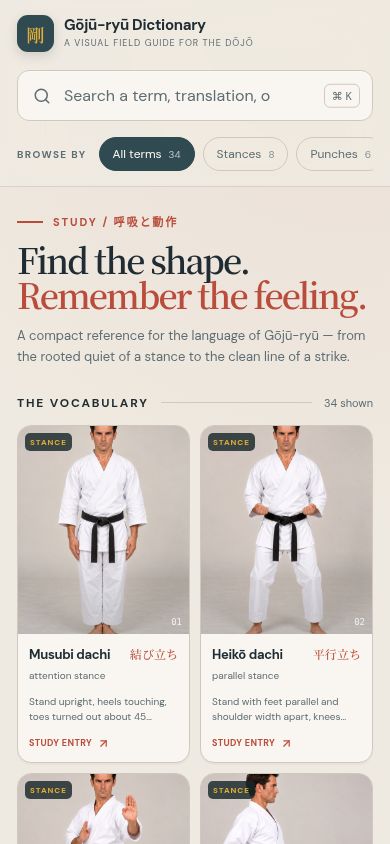 剛
Gōjū-ryū Dictionary
A VISUAL FIELD GUIDE FOR THE DŌJŌ
Search a term, translation, o
⌘ K
BROWSE BY
All terms 34
Stances 8
Punches 6
STUDY / 呼吸と動作
Find the shape.
Remember the feeling.
A compact reference for the language of Gōjū-ryū — from
the rooted quiet of a stance to the clean line of a strike.
THE VOCABULARY
34 shown
STANCE
01
Musubi dachi 結び立ち
attention stance
Stand upright, heels touching,
toes turned out about 45…
STUDY ENTRY
STANCE
02
Heikō dachi 平行立ち
parallel stance
Stand with feet parallel and
shoulder width apart, knees…
STUDY ENTRY
STANCE
STANCE